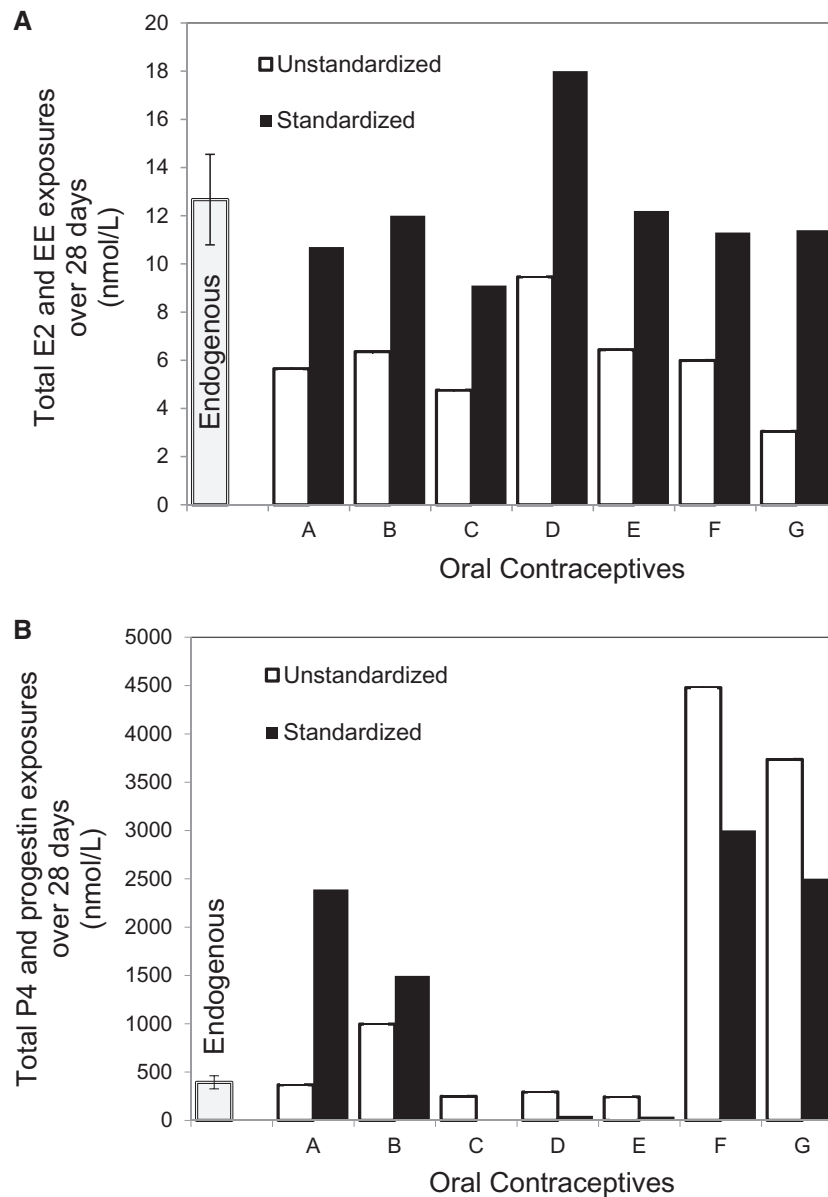 A
Total E2 and EE exposures
over 28 days
(nmol/L)
20
18
16
14
12
10
8
6
4
2
0
Unstandardized
Standardized
Endogenous
A B C D E F G
Oral Contraceptives
B
Total P4 and progestin exposures
over 28 days
(nmol/L)
5000
4500
4000
3500
3000
2500
2000
1500
1000
500
0
Unstandardized
Standardized
Endogenous
A B C D E F G
Oral Contraceptives